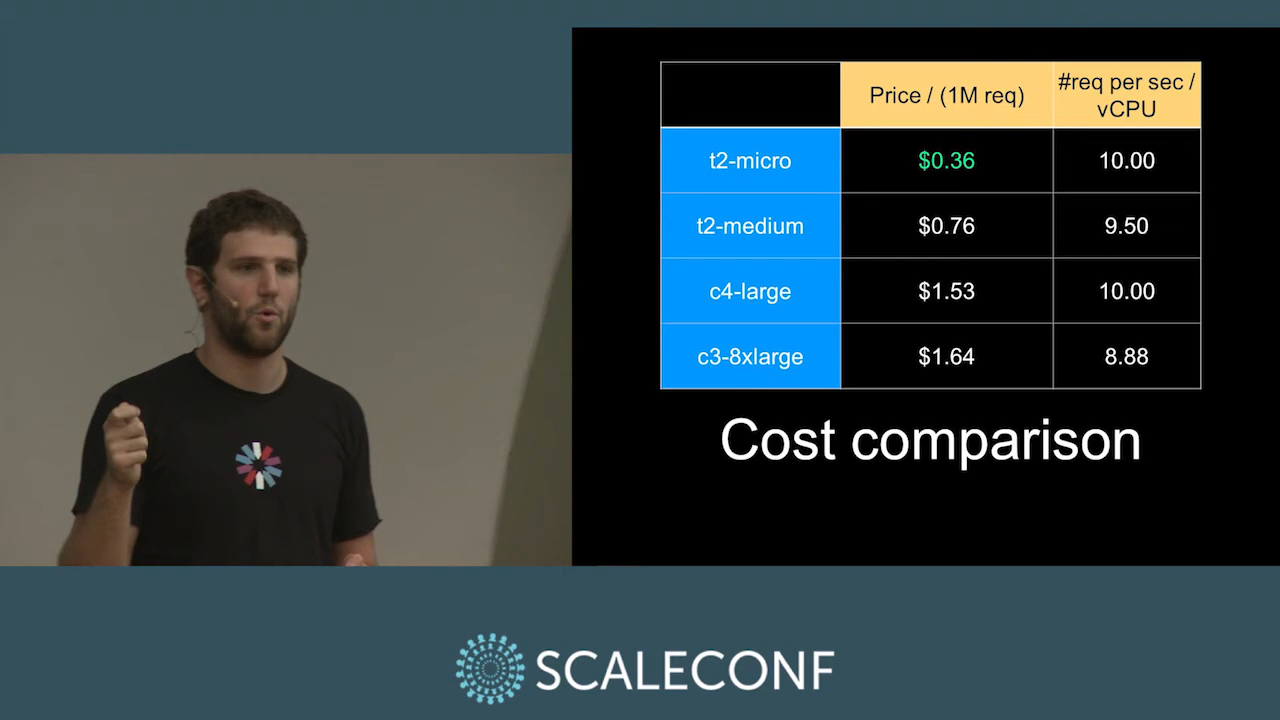 Price / (1M req)
#req per sec /
vCPU
t2-micro
$0.36
10.00
t2-medium
$0.76
9.50
c4-large
$1.53
10.00
c3-8xlarge
$1.64
8.88
Cost comparison
SCALECONF